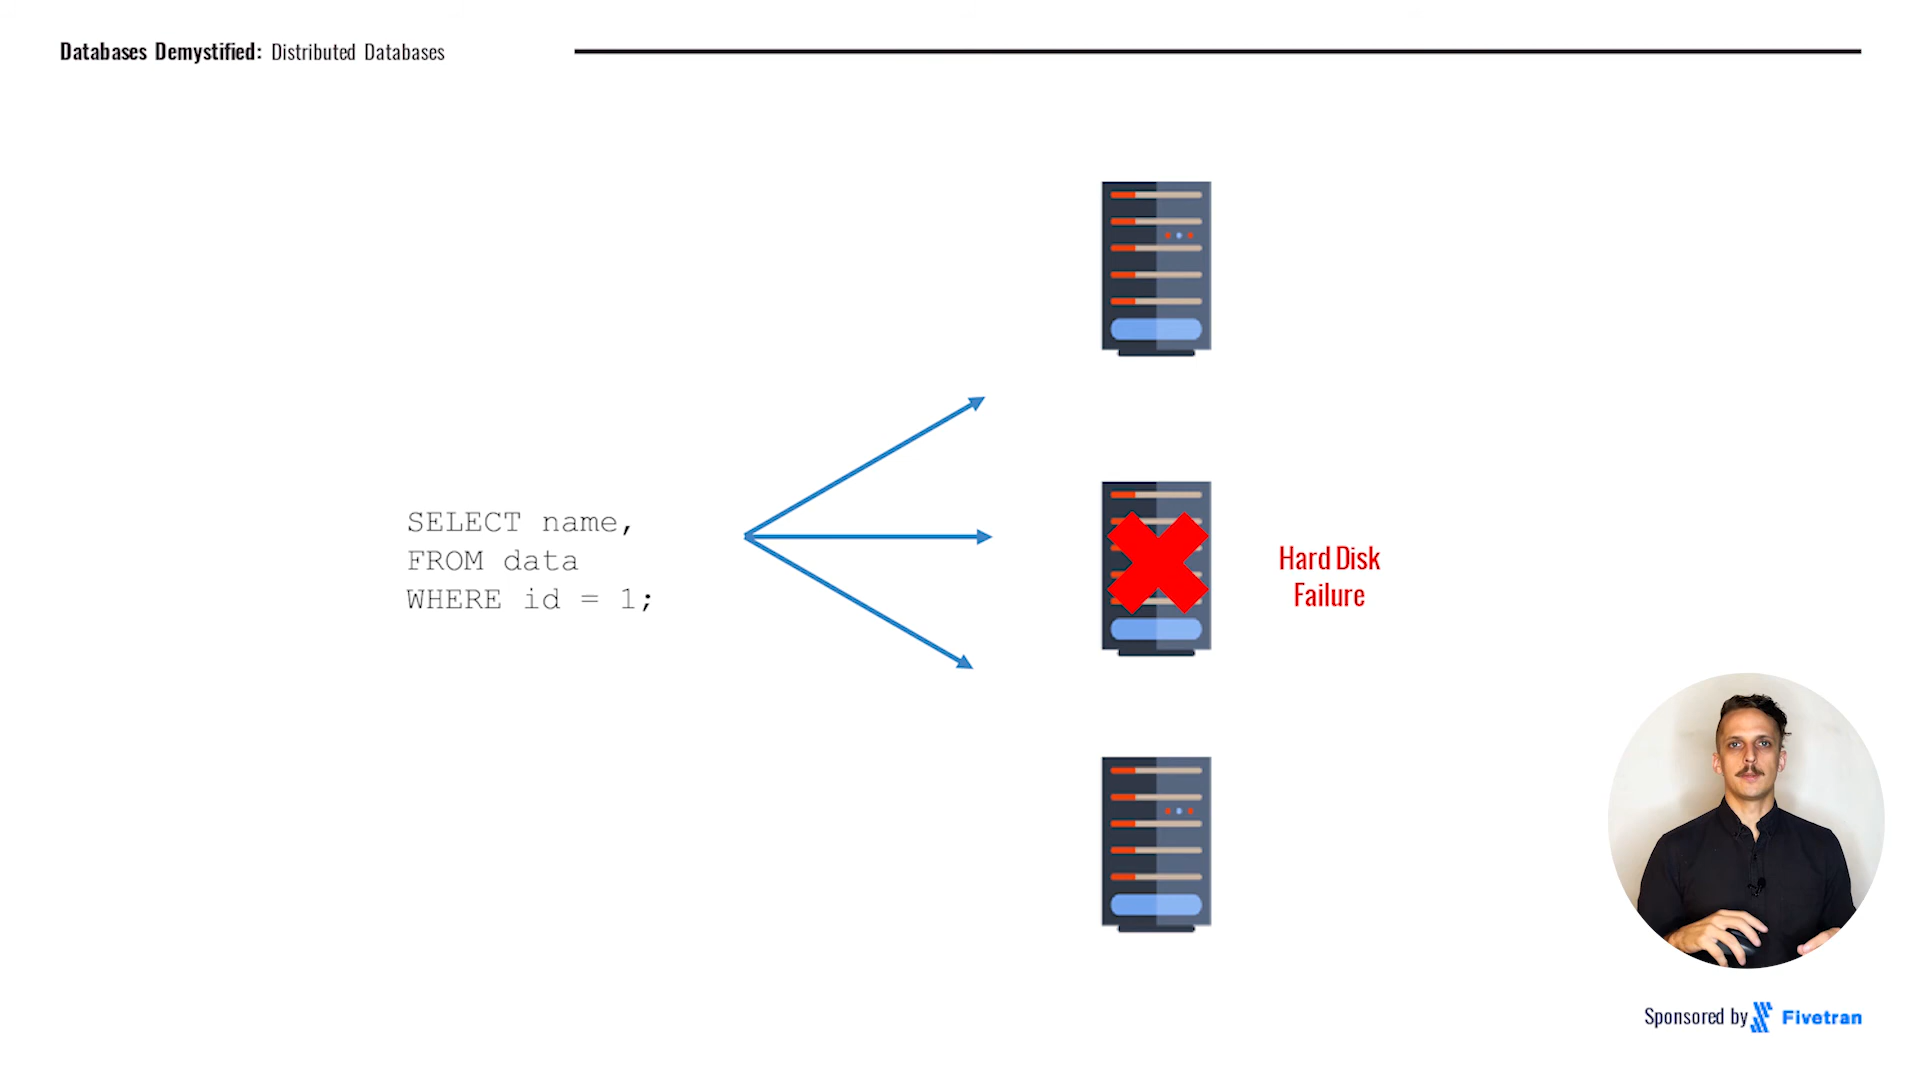 Databases Demystified: Distributed Databases
SELECT name,
FROM data
WHERE id = 1;
Hard Disk
Failure
Sponsored by Fivetran